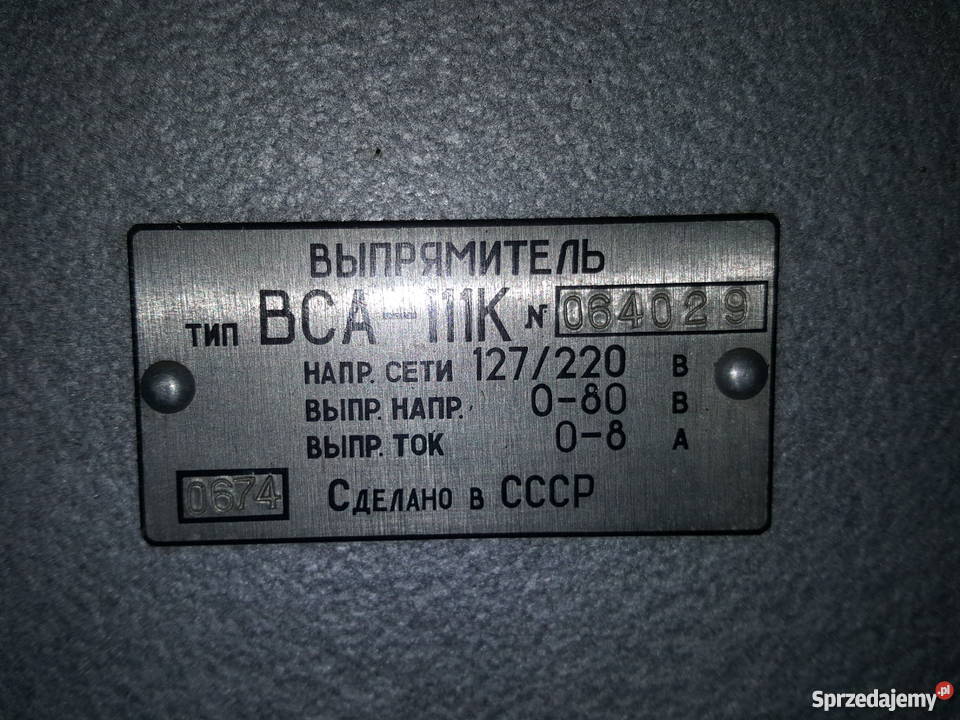 ВЫПРЯМИТЕЛЬ
ТИП ВСА-111К № 064029
НАПР. СЕТИ 127/220 В
ВЫПР. НАПР. 0-80 В
ВЫПР. ТОК 0-8 А
0674 СДЕЛАНО В СССР
Sprzedajemy.pl